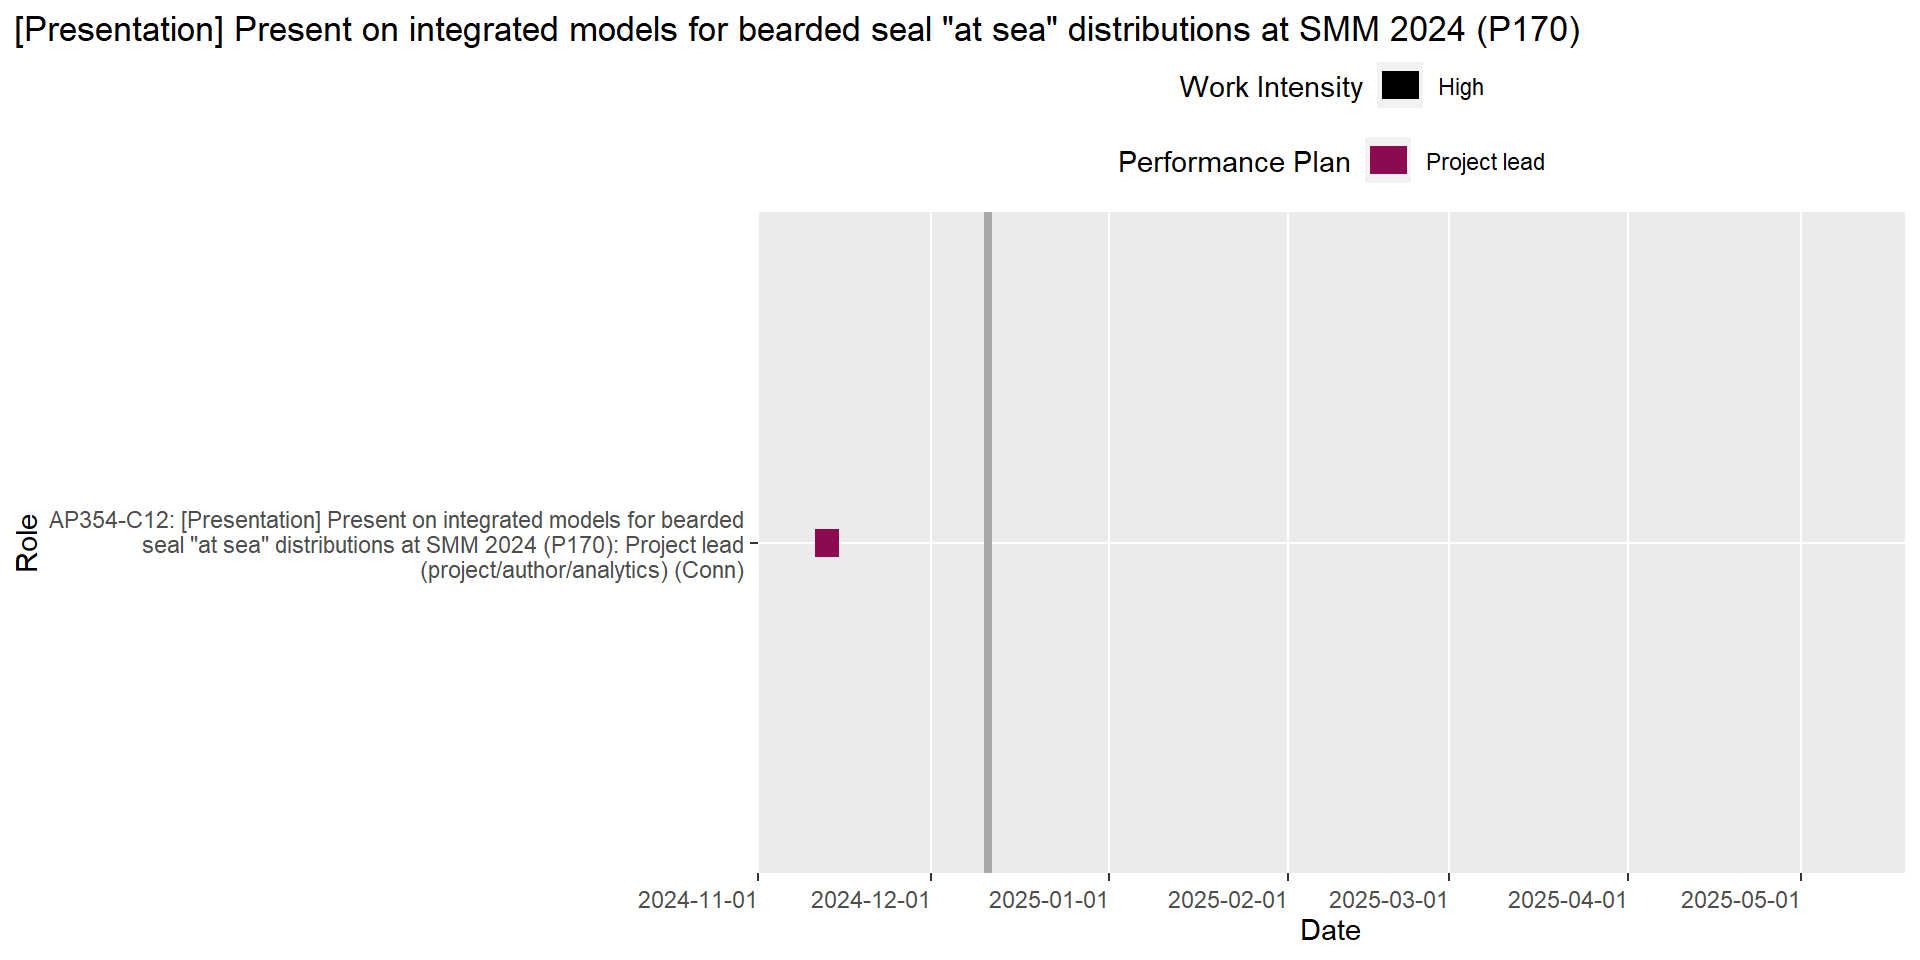 [Presentation] Present on integrated models for bearded seal "at sea" distributions at SMM 2024 (P170)
Work Intensity High
Performance Plan Project lead
Role
AP354-C12: [Presentation] Present on integrated models for bearded
seal "at sea" distributions at SMM 2024 (P170): Project lead
(project/author/analytics) (Conn)
2024-11-01 2024-12-01 2025-01-01 2025-02-01 2025-03-01 2025-04-01 2025-05-01
Date